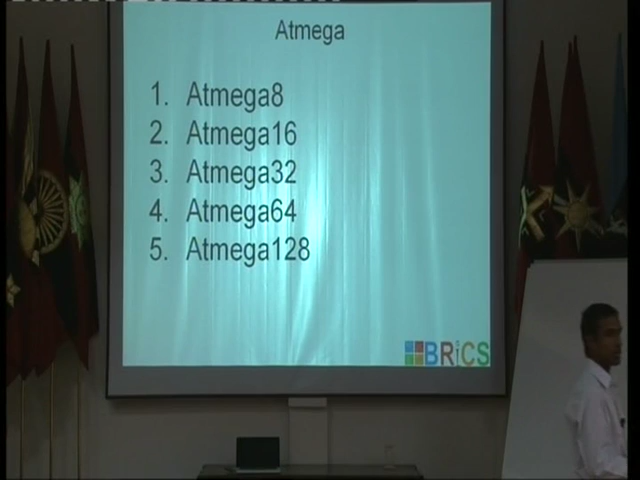 Atmega
1. Atmega8
2. Atmega16
3. Atmega32
4. Atmega64
5. Atmega128
BRiCS